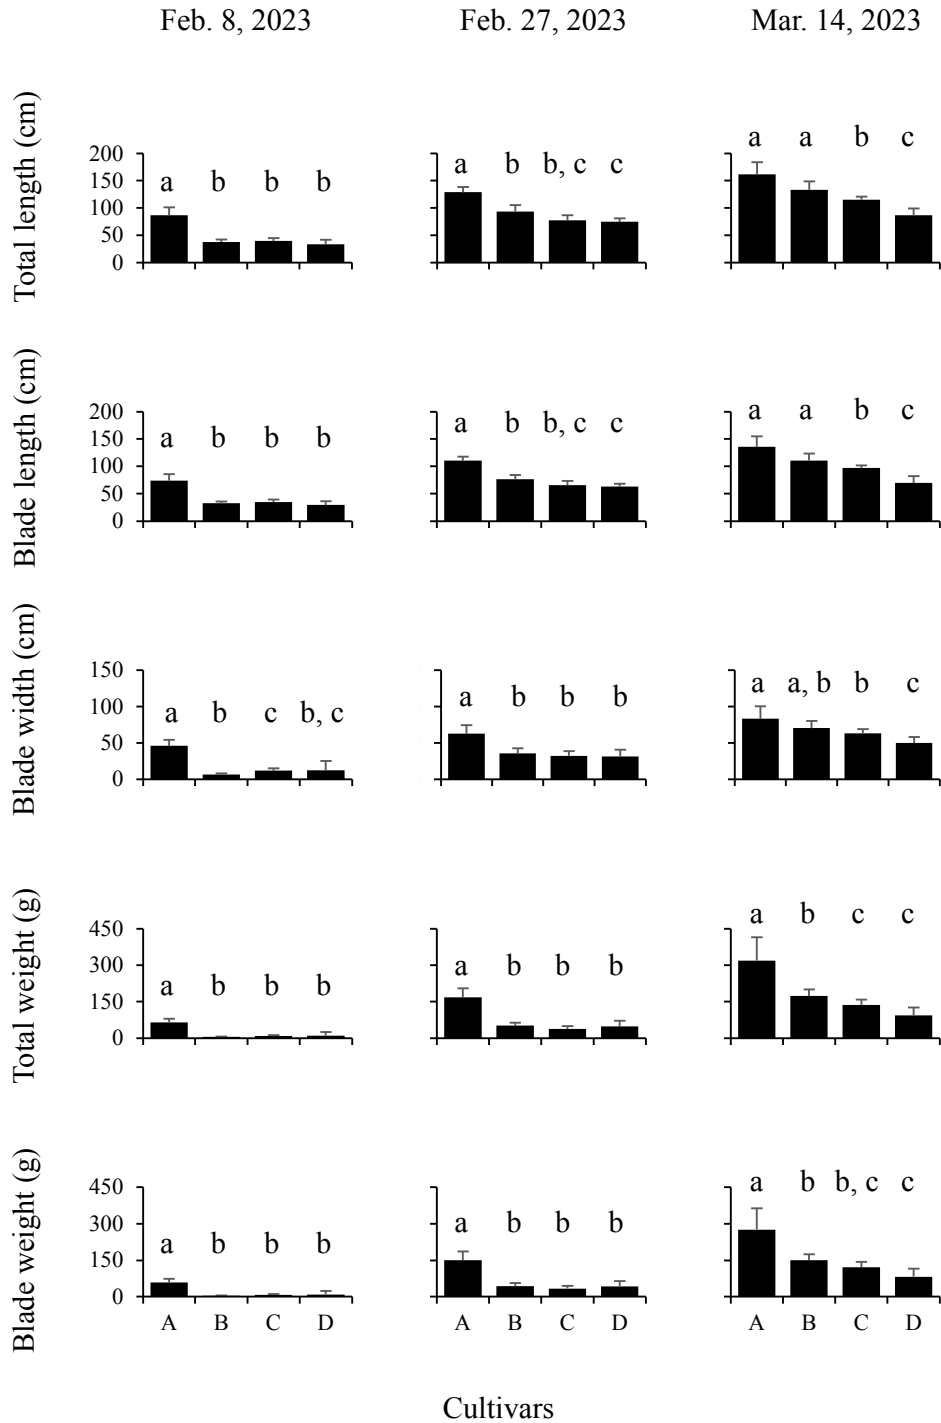 Feb. 8, 2023 Feb. 27, 2023 Mar. 14, 2023
Total length (cm)
200
150
100
50
0
a b b b
a b b, c c
a a b c
Blade length (cm)
200
150
100
50
0
a b b b
a b b, c c
a a b c
Blade width (cm)
150
100
50
0
a b c b, c
a b b b
a a, b b c
Total weight (g)
450
300
150
0
a b b b
a b b b
a b c c
Blade weight (g)
450
300
150
0
a b b b
a b b b
a b b, c c
A B C D
A B C D
A B C D
Cultivars